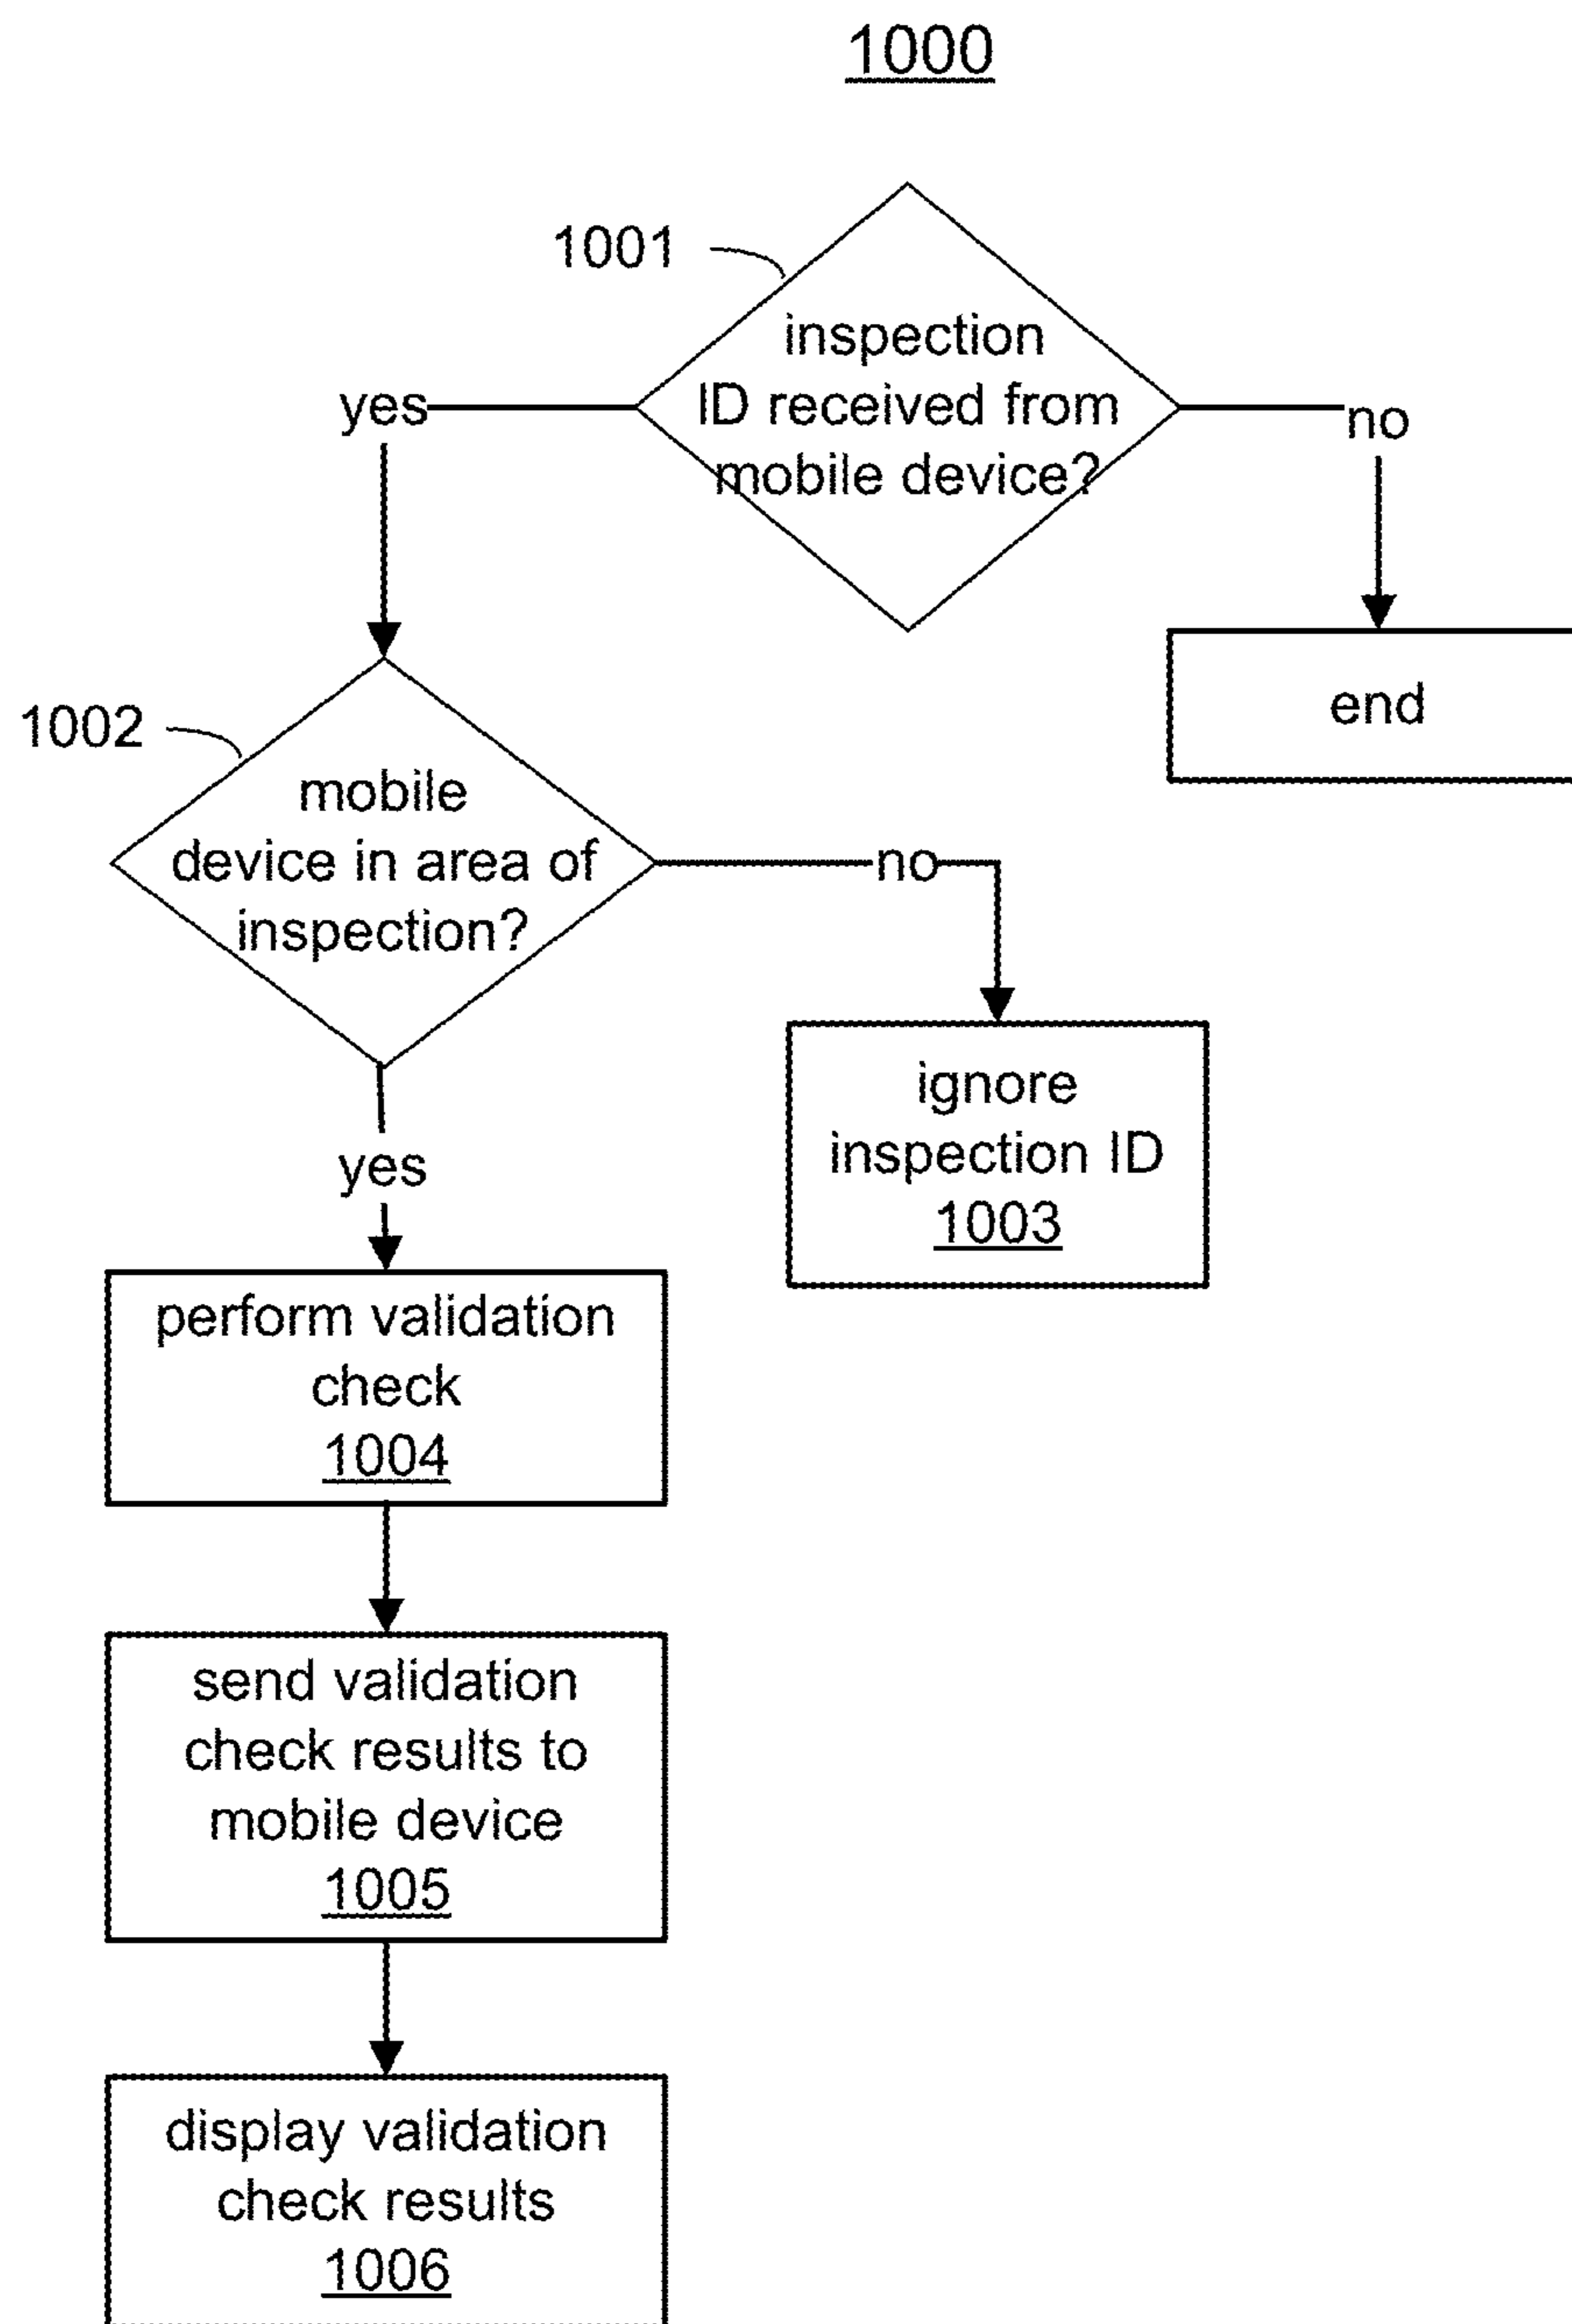 1000
1001
inspection
ID received from
mobile device?
yes
no
end
1002
mobile
device in area of
inspection?
no
ignore
inspection ID
1003
yes
perform validation
check
1004
send validation
check results to
mobile device
1005
display validation
check results
1006